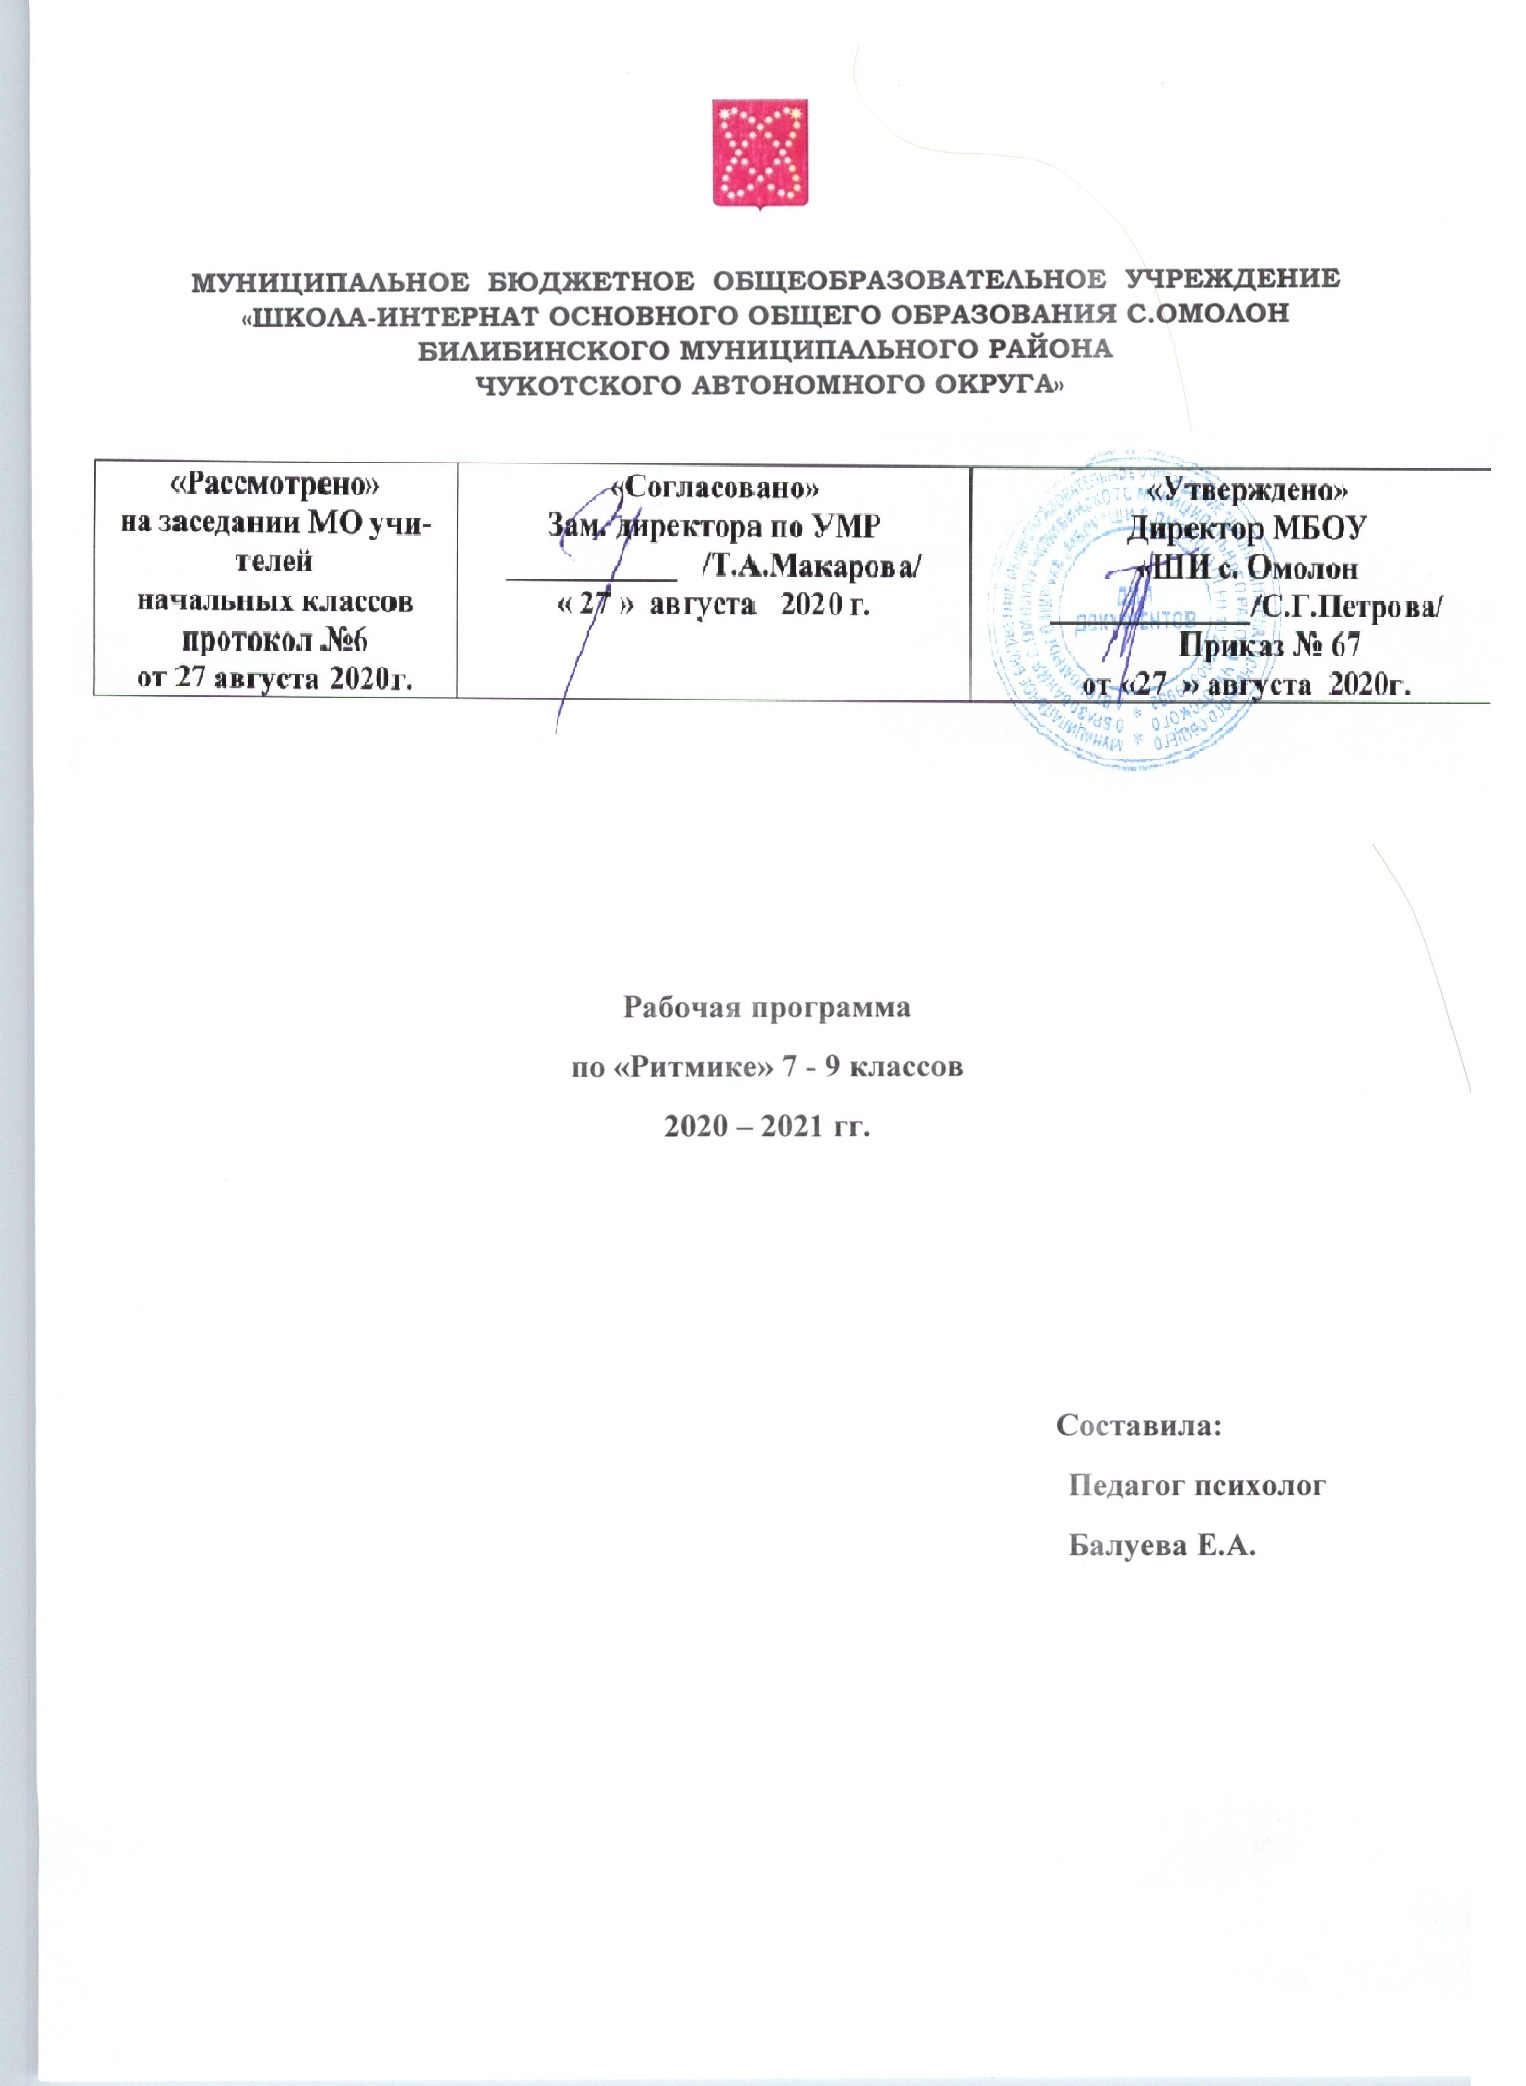 МУНИЦИПАЛЬНОЕ БЮДЖЕТНОЕ ОБЩЕОБРАЗОВАТЕЛЬНОЕ УЧРЕЖДЕНИЕ
«ШКОЛА-ИНТЕРНАТ ОСНОВНОГО ОБЩЕГО ОБРАЗОВАНИЯ С.ОМОЛОН
БИЛИБИНСКОГО МУНИЦИПАЛЬНОГО РАЙОНА
ЧУКОТСКОГО АВТОНОМНОГО ОКРУГА»
«Рассмотрено»
на заседании МО учи-
телей
начальных классов
протокол №6
от 27 августа 2020г.
«Согласовано»
Зам. директора по УМР
___________ /Т.А.Макарова/
« 27 » августа 2020 г.
«Утверждено»
Директор МБОУ
«ШИ с. Омолон
_____________/С.Г.Петрова/
Приказ № 67
от «27 » августа 2020г.
ДОКУМЕНТОВ
Рабочая программа
по «Ритмике» 7 - 9 классов
2020 – 2021 гг.
Составила:
Педагог психолог
Балуева Е.А.